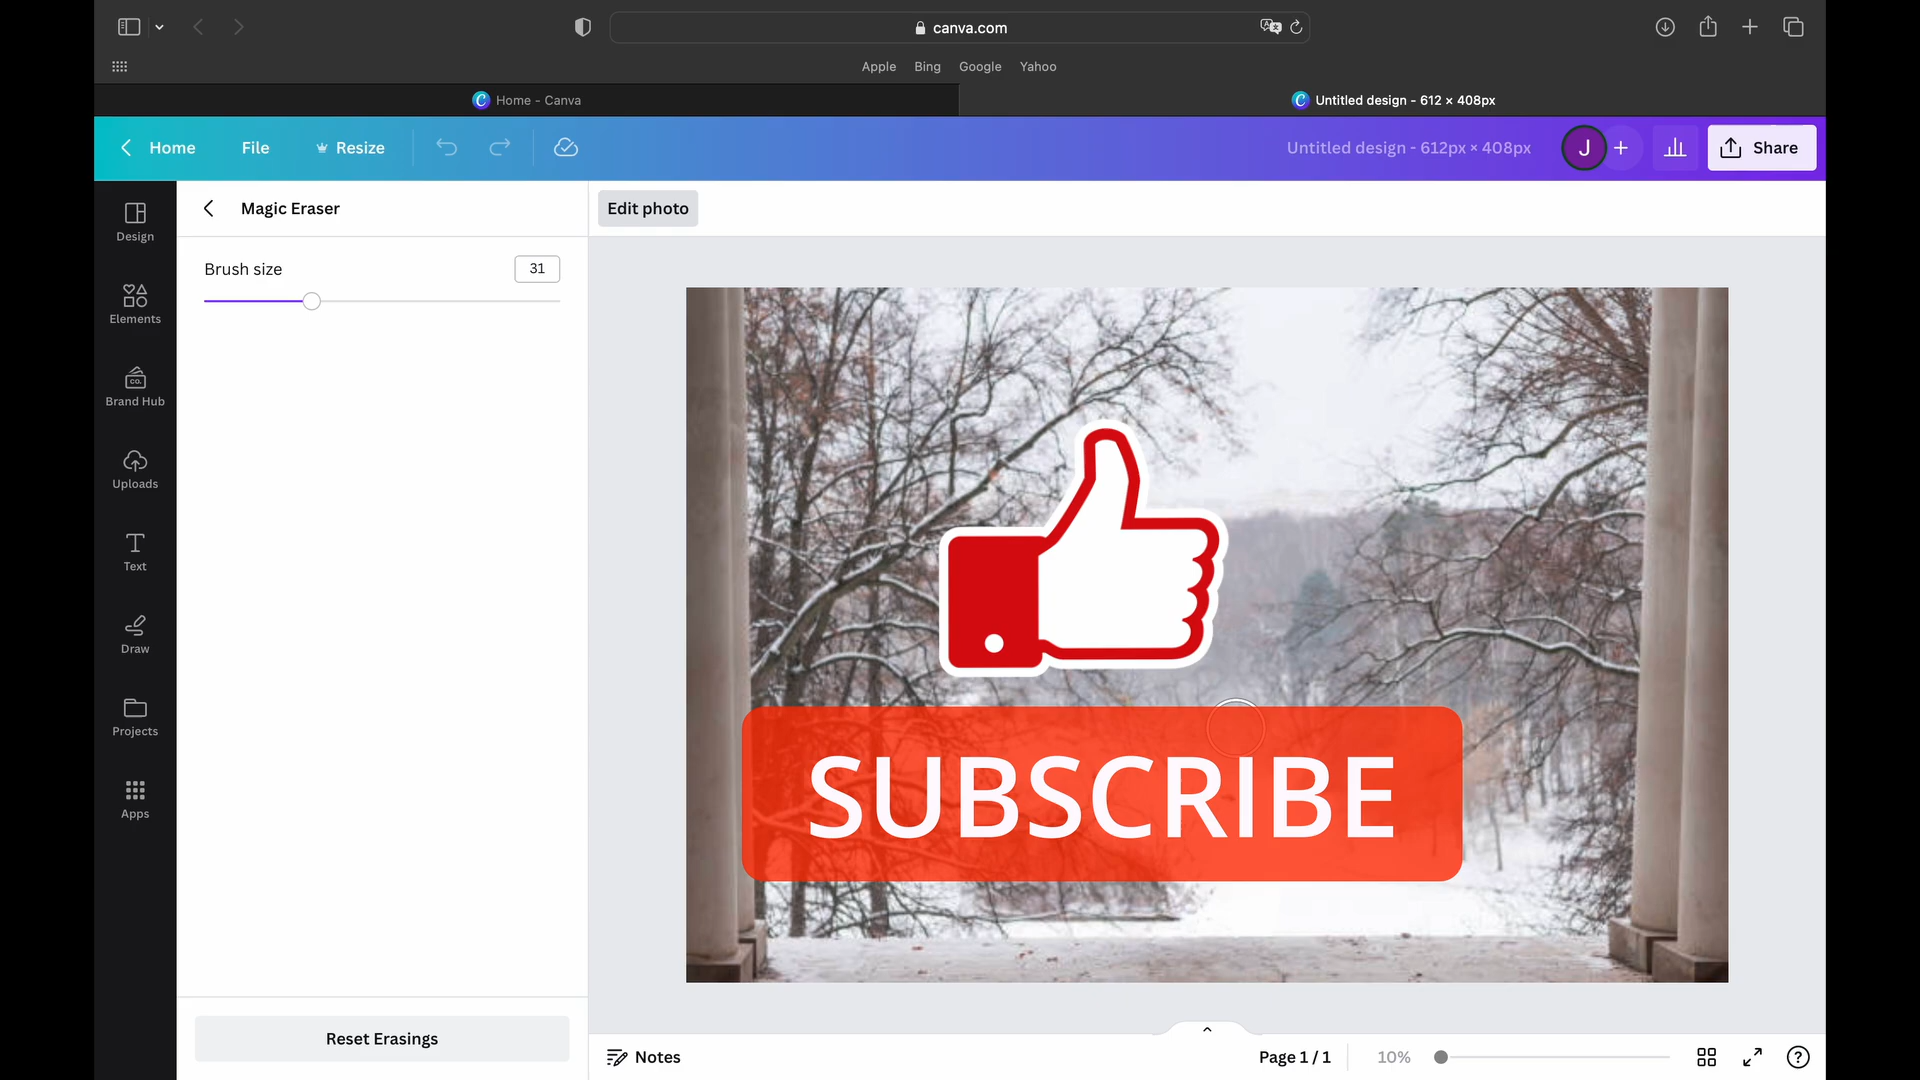 canva.com
Apple Bing Google Yahoo
Home - Canva
Untitled design - 612 × 408px
Home File Resize
Untitled design - 612px × 408px
J
Share
Design
Elements
CO.
Brand Hub
Uploads
Text
Draw
Projects
Apps
Magic Eraser
Brush size 31
Reset Erasings
Edit photo
SUBSCRIBE
Notes
Page 1 / 1
10%